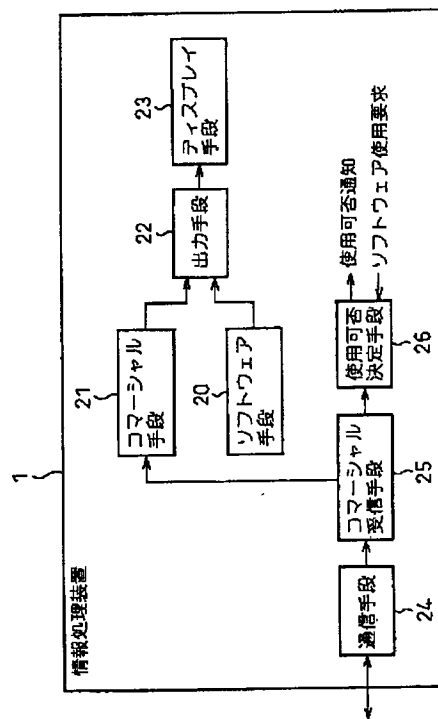 1
情報処理装置
21
コマーシャル
手段
20
ソフトウェア
手段
22
出力手段
23
ディスプレイ
手段
24
通信手段
25
コマーシャル
受信手段
26
使用可否
決定手段
使用可否通知
ソフトウェア使用要求